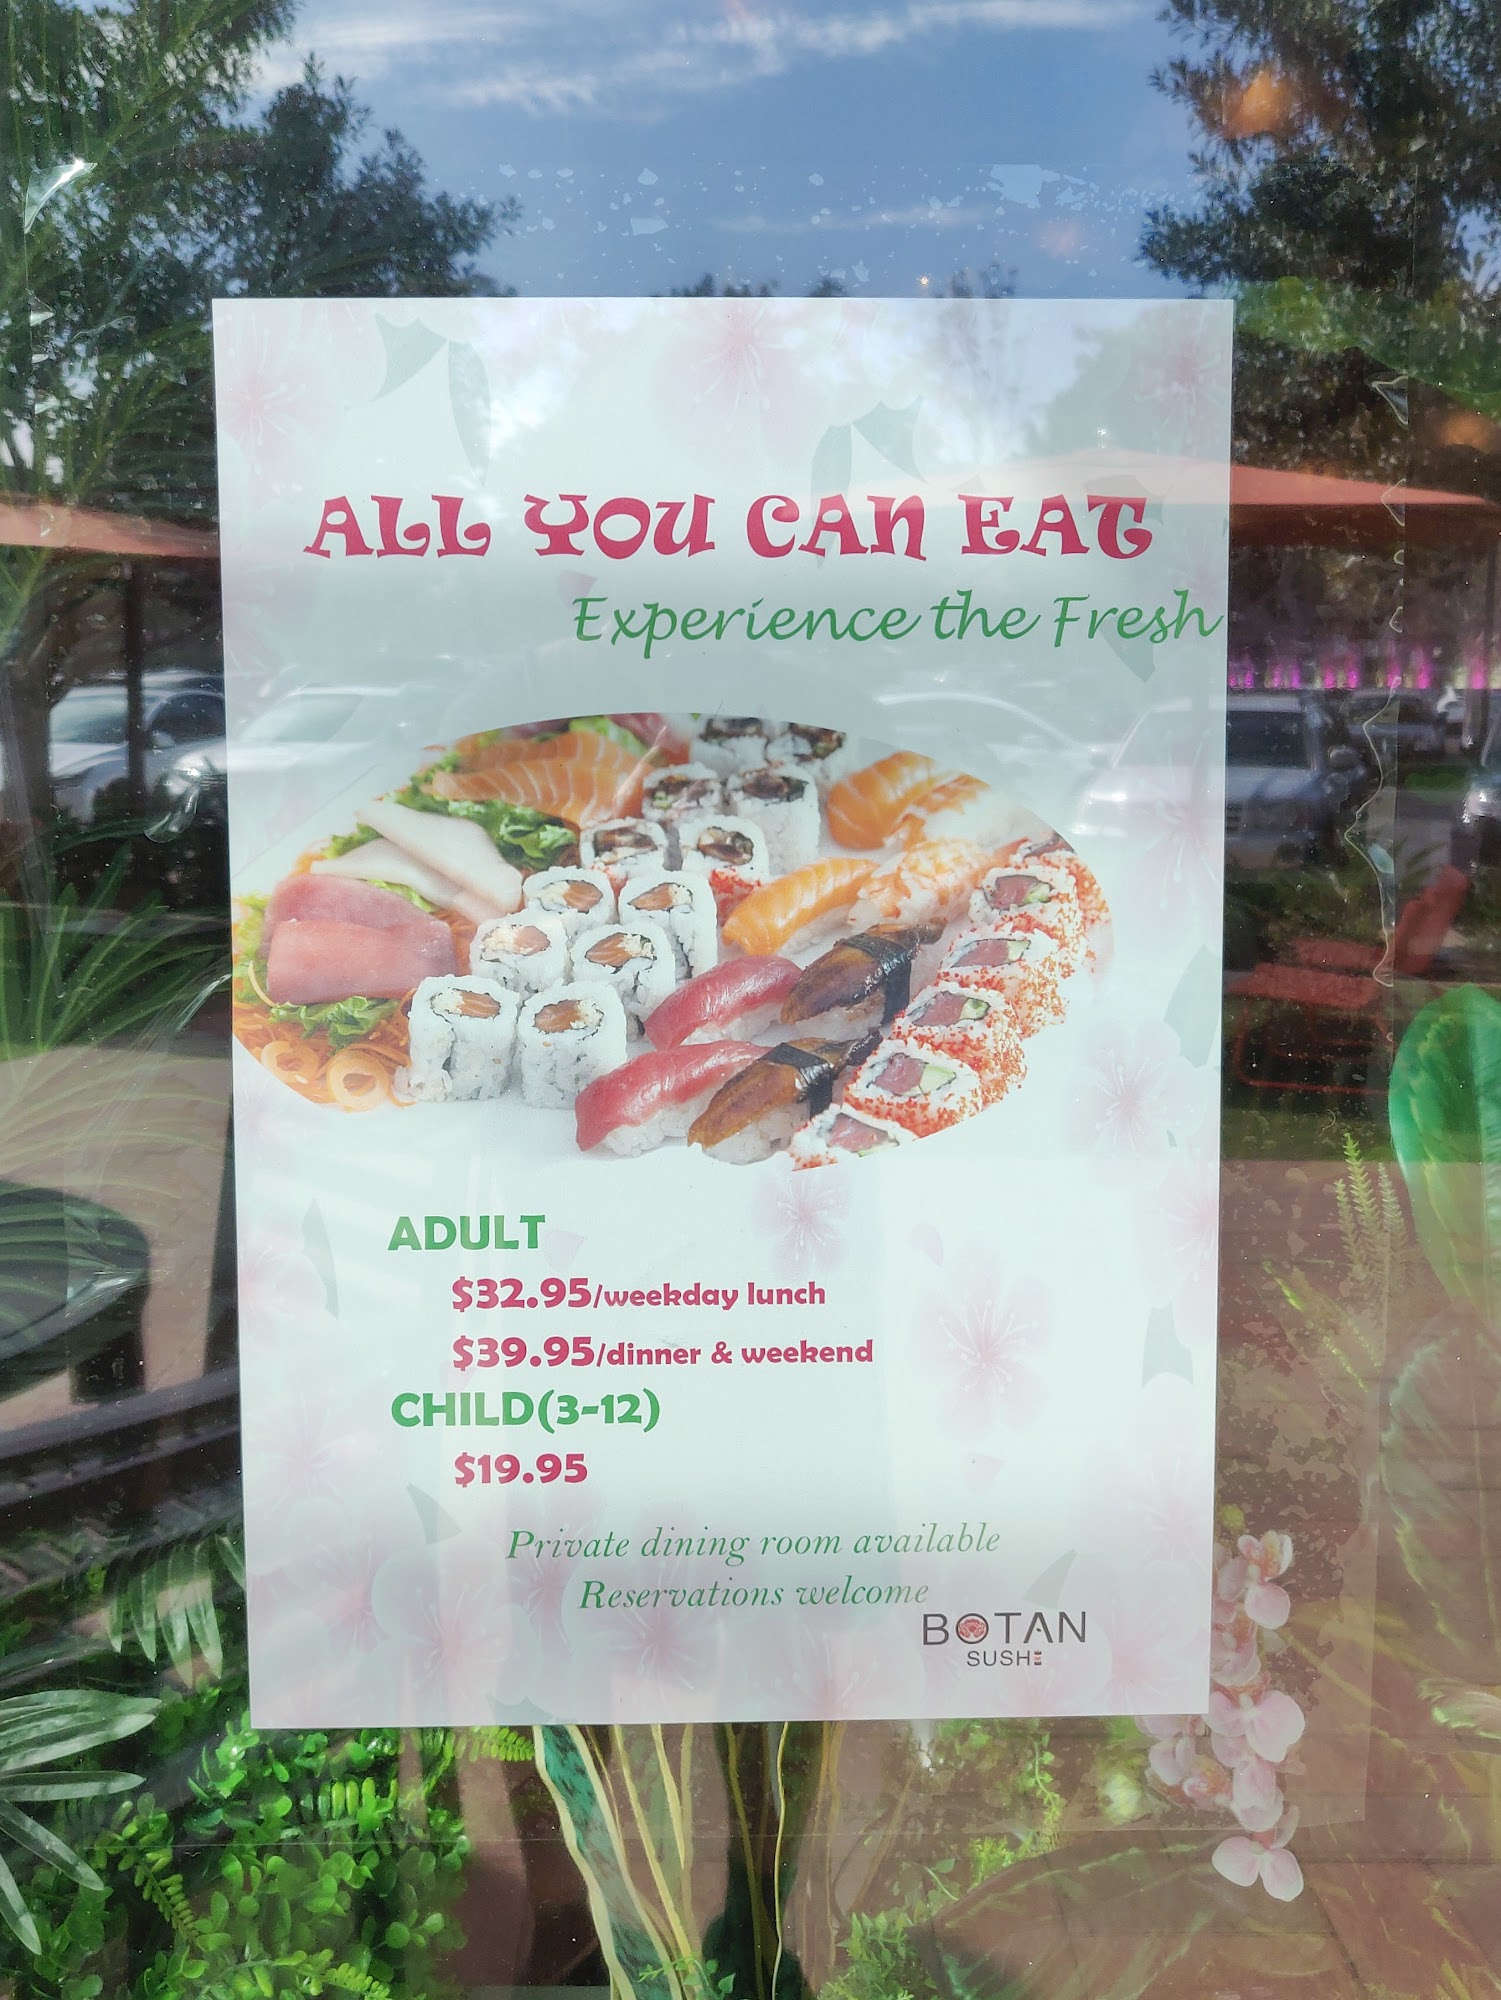 ALL YOU CAN EAT
Experience the Fresh
ADULT
$32.95/weekday lunch
$39.95/dinner & weekend
CHILD(3-12)
$19.95
Private dining room available
Reservations welcome
BOTAN
SUSHI